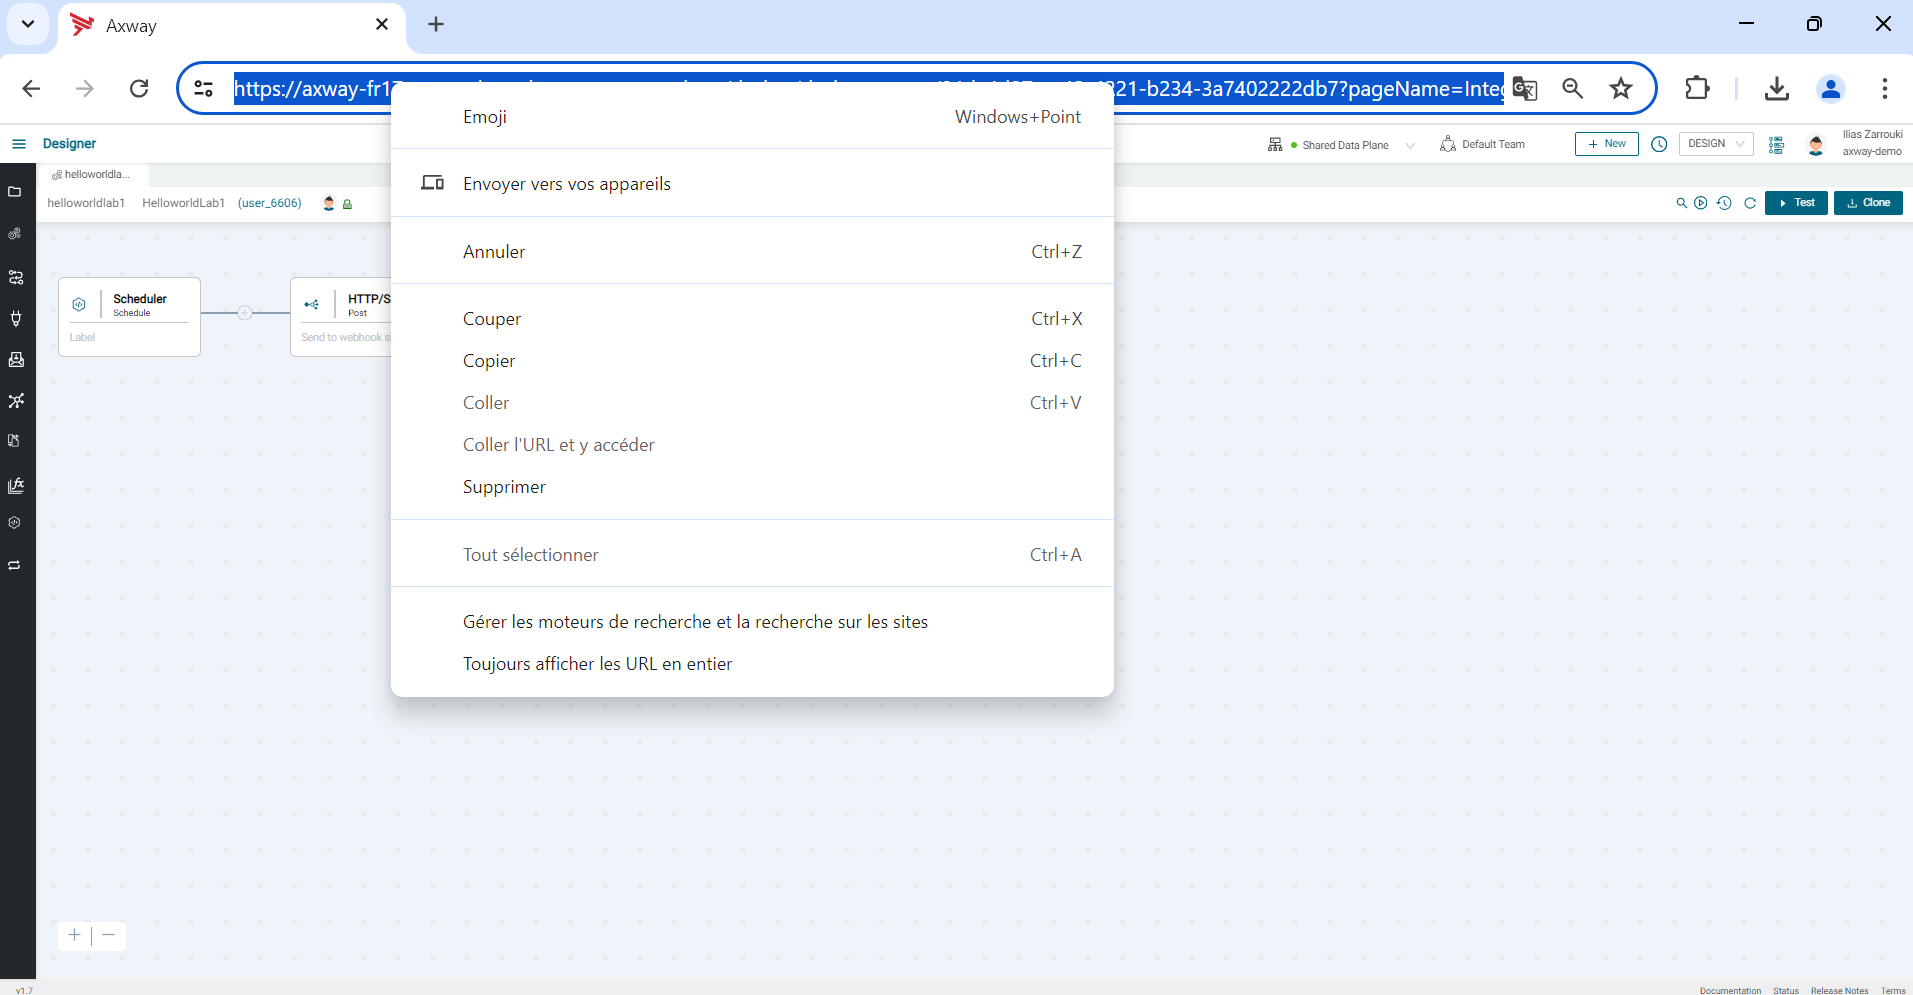 Axway
https://axway-fr17
221-b234-3a7402222db7?pageName=Integ
Emoji Windows+Point
Envoyer vers vos appareils
Annuler Ctrl+Z
Couper Ctrl+X
Copier Ctrl+C
Coller Ctrl+V
Coller l'URL et y accéder
Supprimer
Tout sélectionner Ctrl+A
Gérer les moteurs de recherche et la recherche sur les sites
Toujours afficher les URL en entier
Designer
Shared Data Plane
Default Team
+ New
DESIGN
Ilias Zarrouki
axway-demo
helloworldla...
helloworldlab1 HelloworldLab1 (user_6606)
Test
Clone
Scheduler
Schedule
Label
HTTP/S
Post
Send to webhook s
v1.7
Documentation Status Release Notes Terms